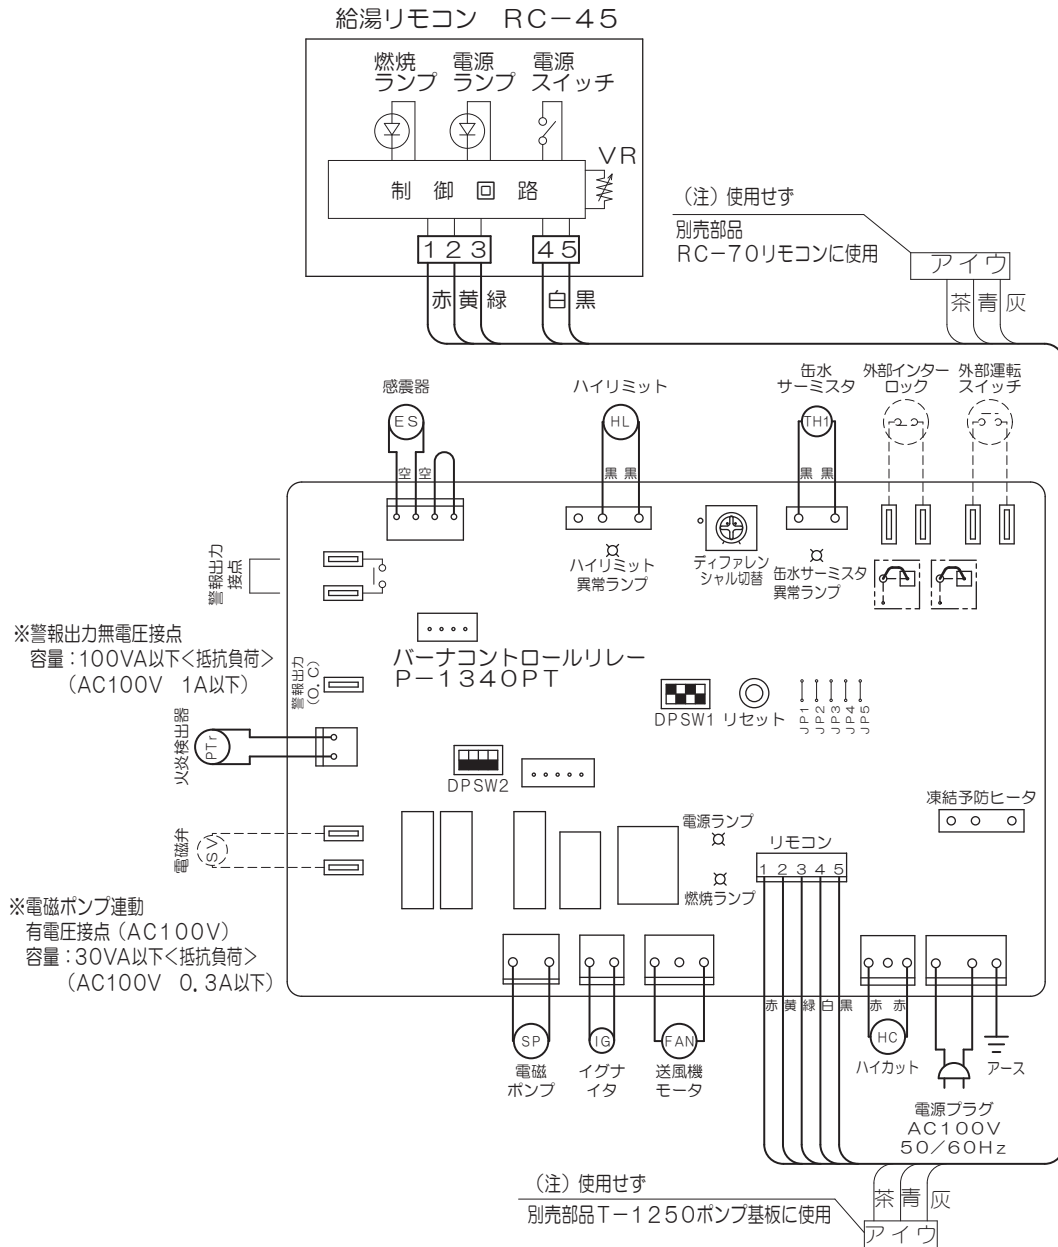 給湯リモコン RC-45
燃焼
ランプ
電源
ランプ
電源
スイッチ
VR
制御回路
1 2 3
4 5
赤 黄 緑
白 黒
(注) 使用せず
別売部品
RC-70リモコンに使用
アイウ
茶 青 灰
感震器
ES
空 空
ハイリミット
HL
黒 黒
缶水
サーミスタ
TH1
黒 黒
外部インター
ロック
外部運転
スイッチ
ハイリミット
異常ランプ
ディファレン
シャル切替
缶水サーミスタ
異常ランプ
警報出力
接点
※警報出力無電圧接点
容量:100VA以下<抵抗負荷>
(AC100V 1A以下)
警報出力
(O.C)
バーナコントロールリレー
P-1340PT
DPSW1
リセット
JP1
JP2
JP3
JP4
JP5
火炎検出器
PTr
DPSW2
凍結予防ヒータ
電磁弁
SV
電源ランプ
燃焼ランプ
リモコン
1 2 3 4 5
※電磁ポンプ連動
有電圧接点(AC100V)
容量:30VA以下<抵抗負荷>
(AC100V 0.3A以下)
赤 黄 緑 白 黒
赤 赤
SP
電磁
ポンプ
IG
イグナ
イタ
FAN
送風機
モータ
HC
ハイカット
アース
電源プラグ
AC100V
50/60Hz
(注) 使用せず
別売部品T-1250ポンプ基板に使用
茶 青 灰
アイウ